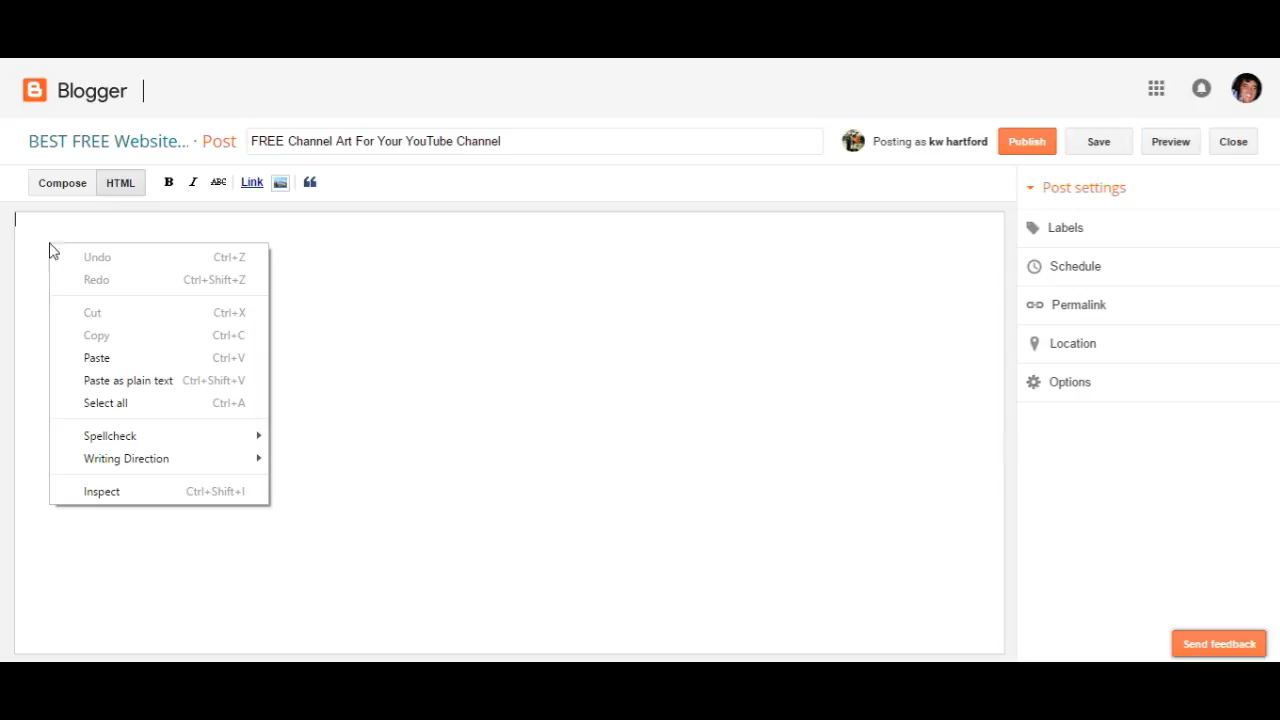 Blogger
BEST FREE Website... · Post FREE Channel Art For Your YouTube Channel Posting as kw hartford Publish Save Preview Close
Compose HTML B I ABC Link
Post settings
Labels
Schedule
Permalink
Location
Options
Undo Ctrl+Z
Redo Ctrl+Shift+Z
Cut Ctrl+X
Copy Ctrl+C
Paste Ctrl+V
Paste as plain text Ctrl+Shift+V
Select all Ctrl+A
Spellcheck
Writing Direction
Inspect Ctrl+Shift+I
Send feedback